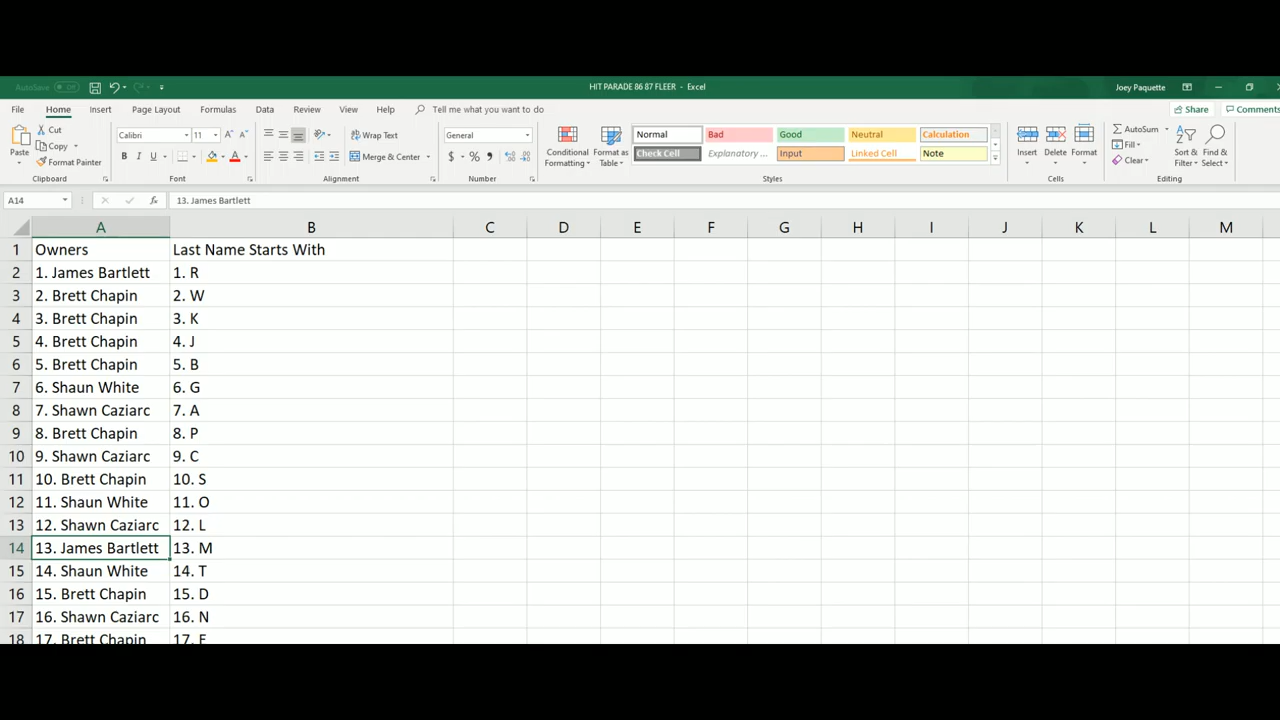 AutoSave Off HIT PARADE 86 87 FLEER - Excel Joey Paquette
File Home Insert Page Layout Formulas Data Review View Help Tell me what you want to do Share Comments
Paste Cut Copy Format Painter
Calibri 11 A A
B I U A
Wrap Text
Merge & Center
General
$ % 9
Conditional Formatting Format as Table
Normal Bad Good Neutral Calculation
Check Cell Explanatory ... Input Linked Cell Note
Insert Delete Format
AutoSum
Fill
Clear
Sort & Filter Find & Select
Clipboard Font Alignment Number Styles Cells Editing
A14 fx 13. James Bartlett
A B C D E F G H I J K L M
1 Owners Last Name Starts With
2 1. James Bartlett 1. R
3 2. Brett Chapin 2. W
4 3. Brett Chapin 3. K
5 4. Brett Chapin 4. J
6 5. Brett Chapin 5. B
7 6. Shaun White 6. G
8 7. Shawn Caziarc 7. A
9 8. Brett Chapin 8. P
10 9. Shawn Caziarc 9. C
11 10. Brett Chapin 10. S
12 11. Shaun White 11. O
13 12. Shawn Caziarc 12. L
14 13. James Bartlett 13. M
15 14. Shaun White 14. T
16 15. Brett Chapin 15. D
17 16. Shawn Caziarc 16. N
18 17. Brett Chapin 17.